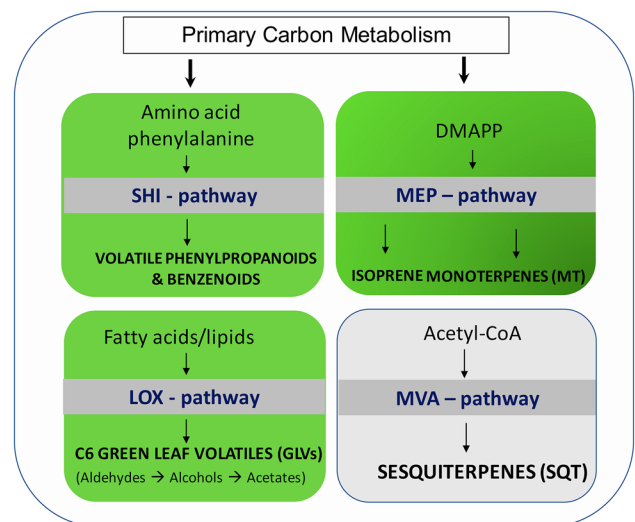 Primary Carbon Metabolism
Amino acid
phenylalanine
SHI - pathway
VOLATILE PHENYLPROPANOIDS
& BENZENOIDS
DMAPP
MEP – pathway
ISOPRENE MONOTERPENES (MT)
Fatty acids/lipids
LOX - pathway
C6 GREEN LEAF VOLATILES (GLVs)
(Aldehydes → Alcohols → Acetates)
Acetyl-CoA
MVA – pathway
SESQUITERPENES (SQT)